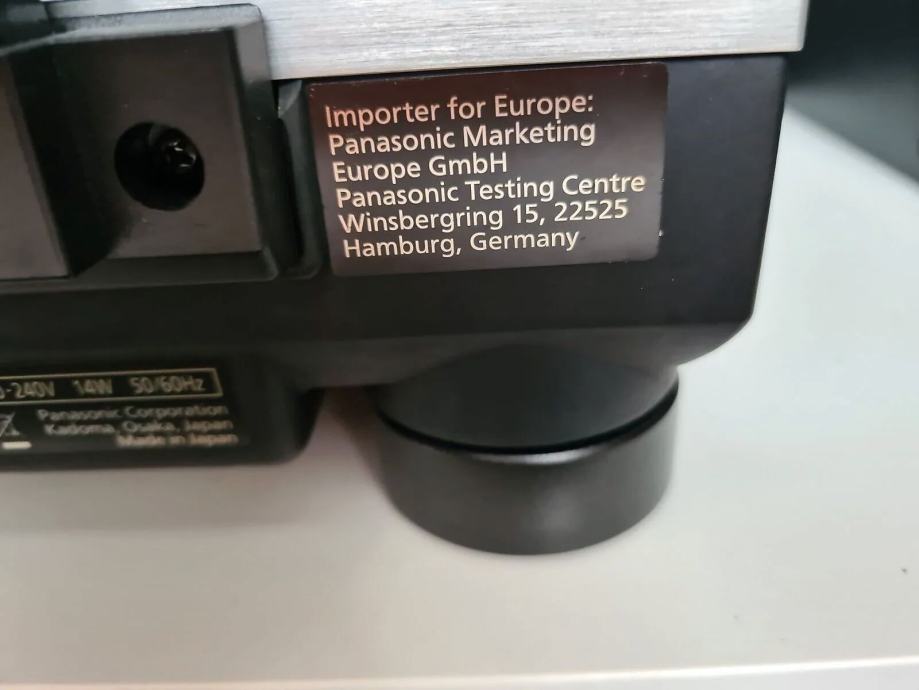 Importer for Europe:
Panasonic Marketing
Europe GmbH
Panasonic Testing Centre
Winsbergring 15, 22525
Hamburg, Germany
-240V 14W 50/60Hz
Panasonic Corporation
Kadoma, Osaka, Japan
Made in Japan